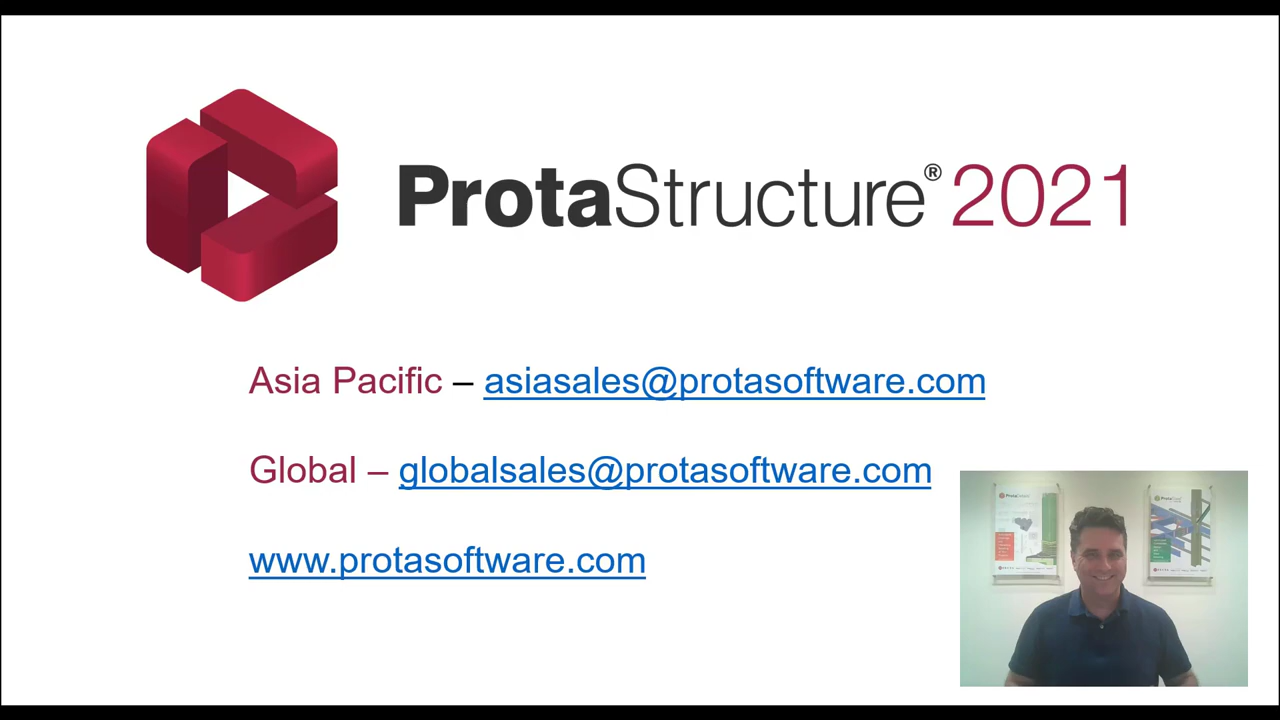 ProtaStructure® 2021
Asia Pacific – asiasales@protasoftware.com
Global – globalsales@protasoftware.com
www.protasoftware.com